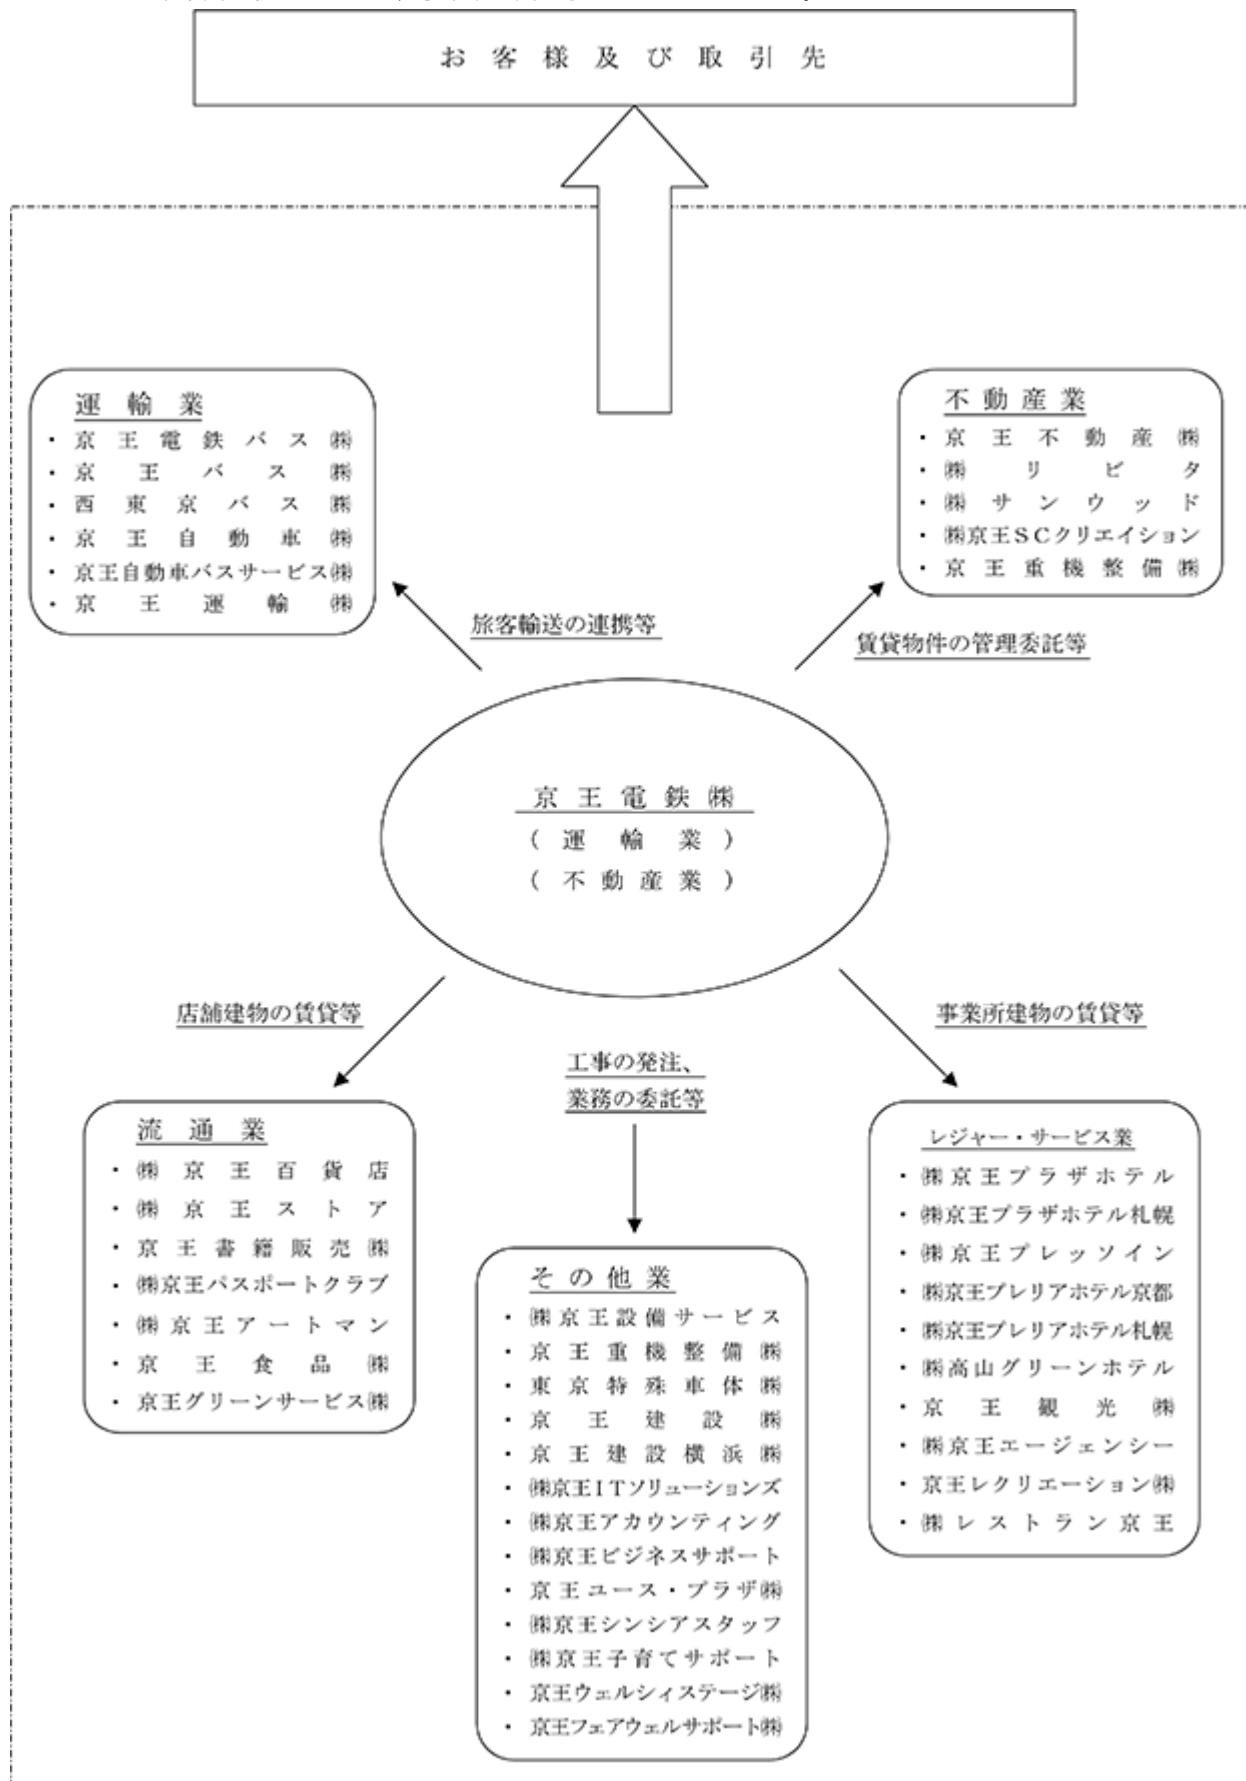 お客様及び取引先
運輸業
・京王電鉄バス㈱
・京王バス㈱
・西東京バス㈱
・京王自動車㈱
・京王自動車バスサービス㈱
・京王運輸㈱
不動産業
・京王不動産㈱
・㈱リビタ
・㈱サンウッド
・㈱京王SCクリエイション
・京王重機整備㈱
旅客輸送の連携等
賃貸物件の管理委託等
京王電鉄㈱
(運輸業)
(不動産業)
店舗建物の賃貸等
事業所建物の賃貸等
工事の発注、
業務の委託等
流通業
・㈱京王百貨店
・㈱京王ストア
・京王書籍販売㈱
・㈱京王パスポートクラブ
・㈱京王アートマン
・京王食品㈱
・京王グリーンサービス㈱
その他業
・㈱京王設備サービス
・京王重機整備㈱
・東京特殊車体㈱
・京王建設㈱
・京王建設横浜㈱
・㈱京王ITソリューションズ
・㈱京王アカウンティング
・㈱京王ビジネスサポート
・京王ユース・プラザ㈱
・㈱京王シンシアスタッフ
・㈱京王子育てサポート
・京王ウェルシィステージ㈱
・京王フェアウェルサポート㈱
レジャー・サービス業
・㈱京王プラザホテル
・㈱京王プラザホテル札幌
・㈱京王プレッソイン
・㈱京王プレリアホテル京都
・㈱京王プレリアホテル札幌
・㈱高山グリーンホテル
・京王観光㈱
・㈱京王エージェンシー
・京王レクリエーション㈱
・㈱レストラン京王